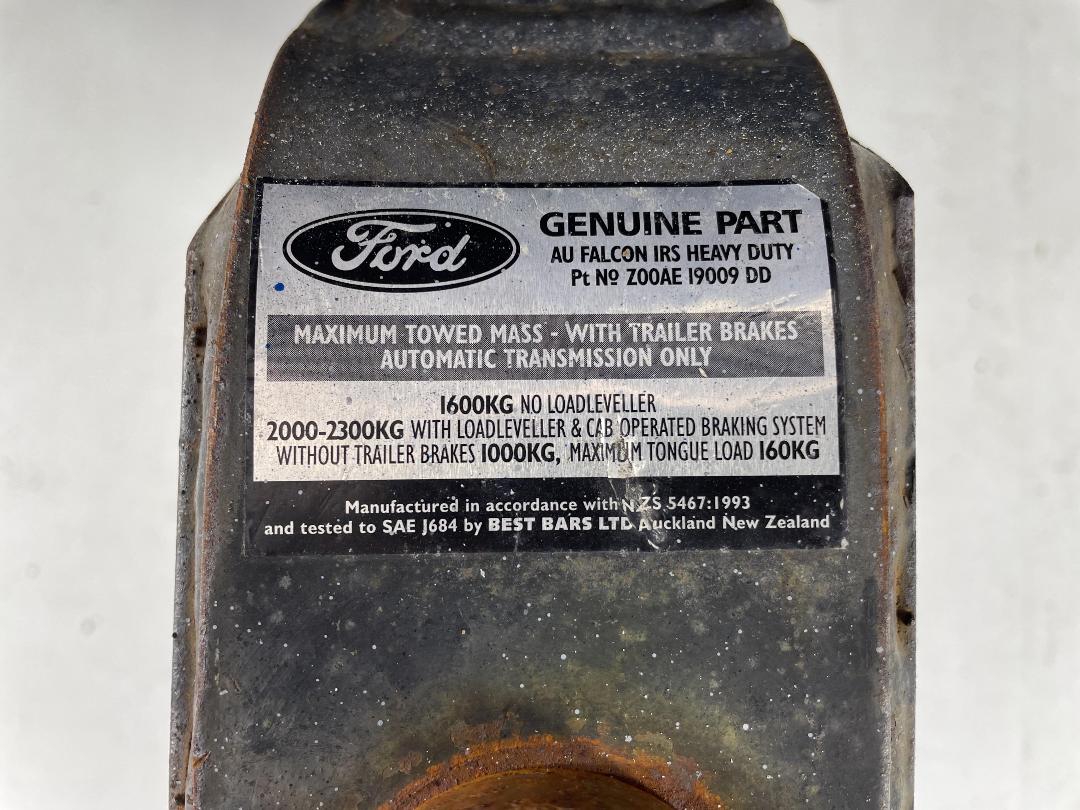 Ford
GENUINE PART
AU FALCON IRS HEAVY DUTY
Pt Nº Z00AE 19009 DD
MAXIMUM TOWED MASS - WITH TRAILER BRAKES
AUTOMATIC TRANSMISSION ONLY
1600KG NO LOADLEVELLER
2000-2300KG WITH LOADLEVELLER & CAB OPERATED BRAKING SYSTEM
WITHOUT TRAILER BRAKES 1000KG, MAXIMUM TONGUE LOAD 160KG
Manufactured in accordance with NZS 5467:1993
and tested to SAE J684 by BEST BARS LTD Auckland New Zealand